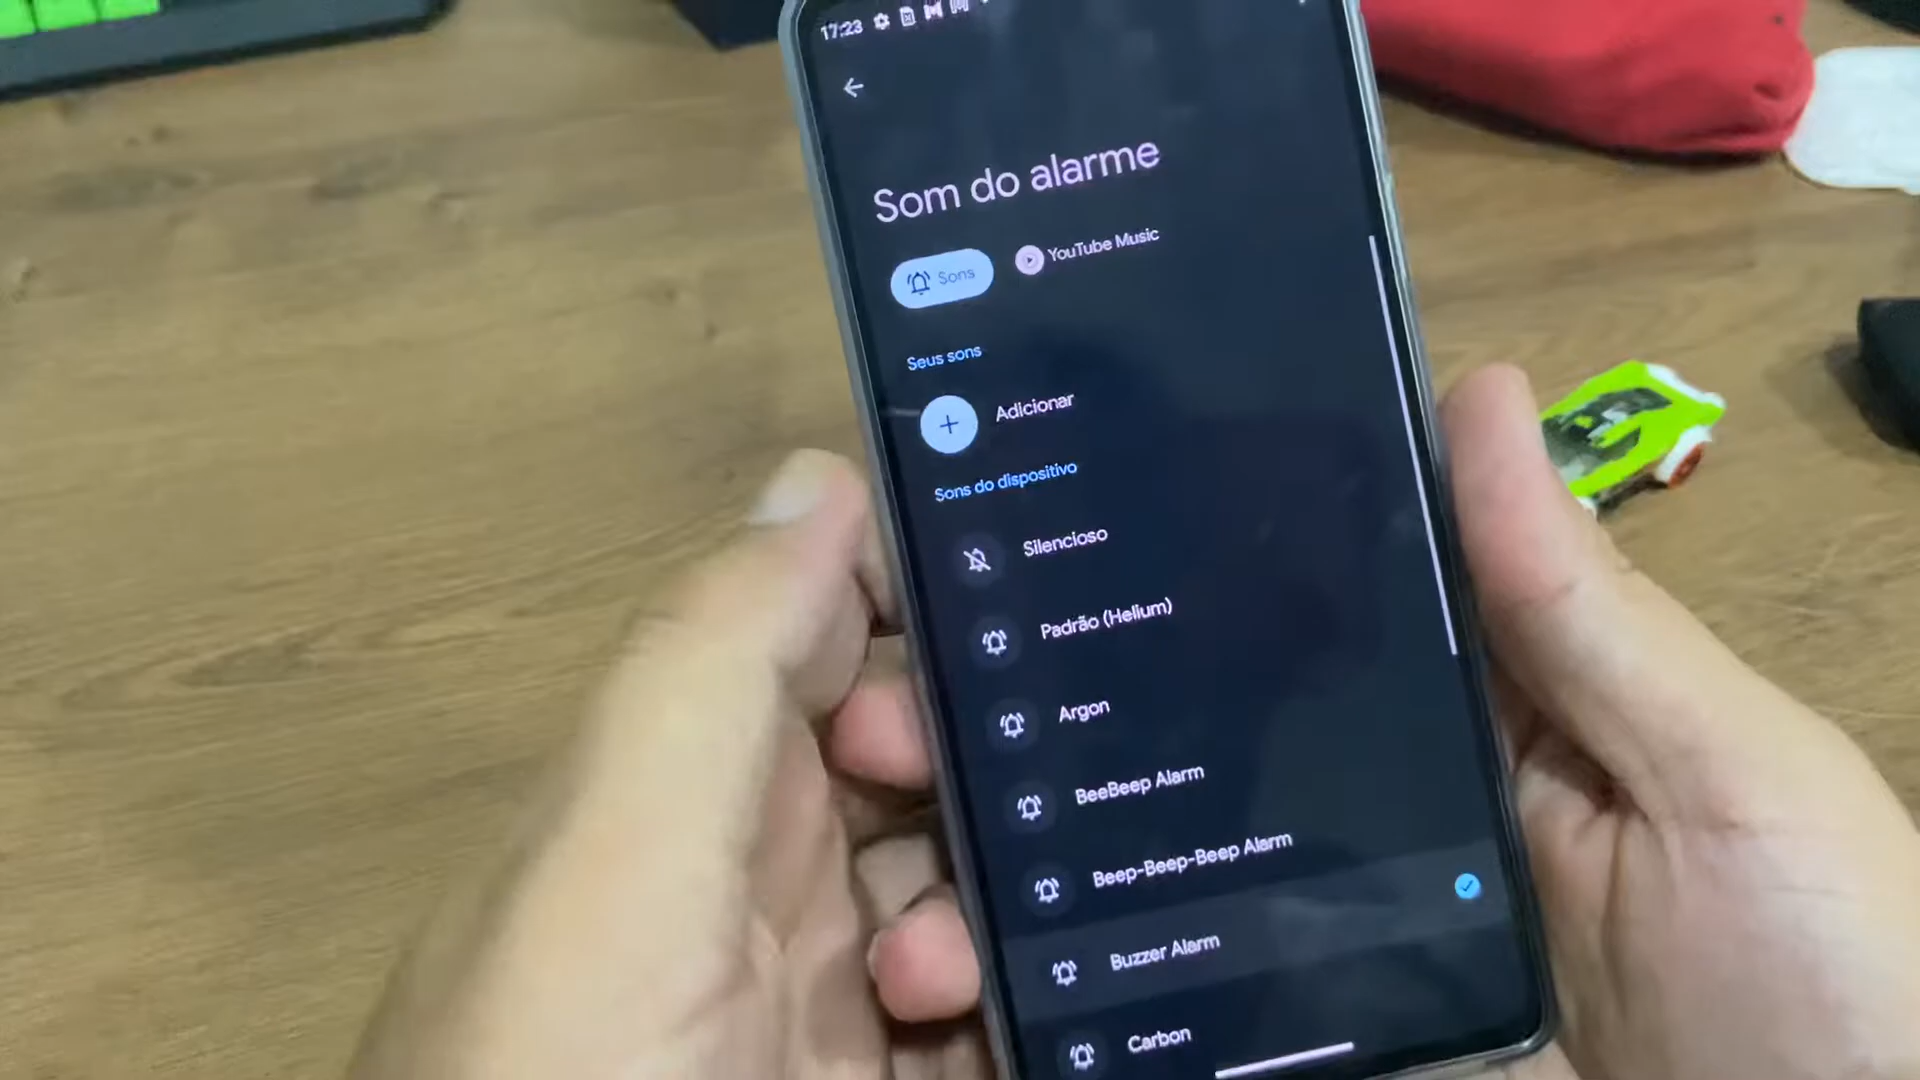 17:23
Som do alarme
Sons
YouTube Music
Seus sons
Adicionar
Sons do dispositivo
Silencioso
Padrão (Helium)
Argon
BeeBeep Alarm
Beep-Beep-Beep Alarm
Buzzer Alarm
Carbon